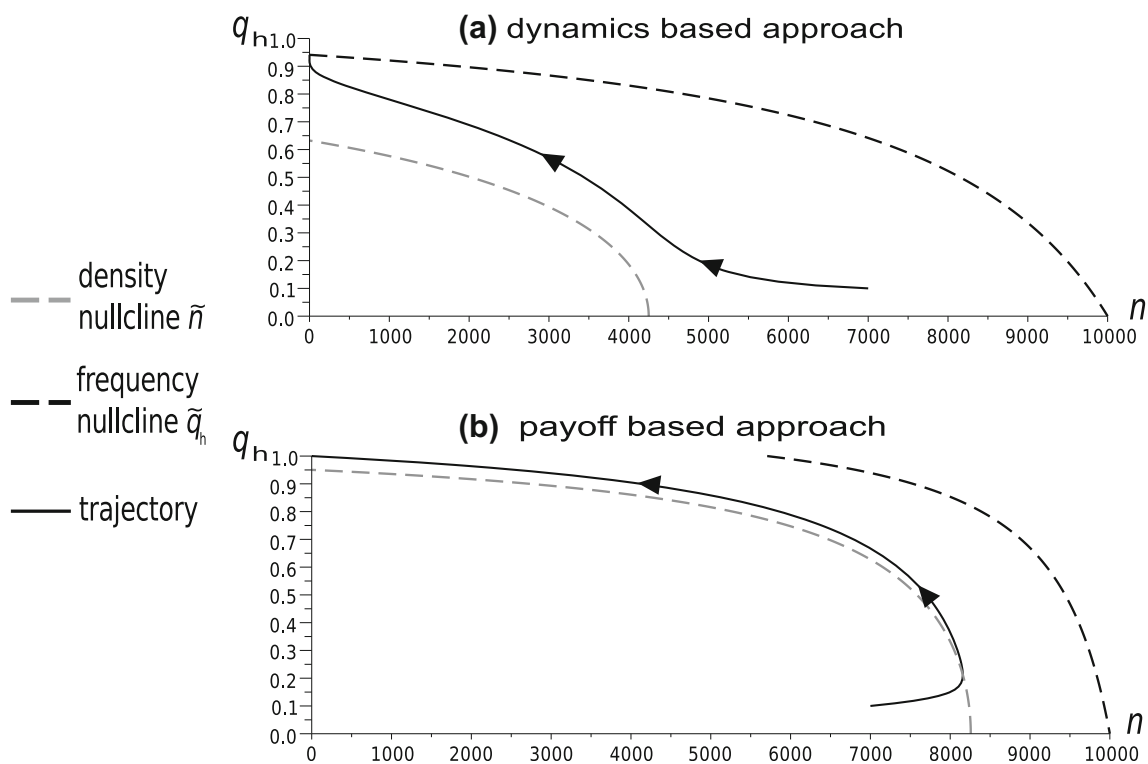 (a) dynamics based approach
q h
1.0
0.9
0.8
0.7
0.6
0.5
0.4
0.3
0.2
0.1
0.0
0 1000 2000 3000 4000 5000 6000 7000 8000 9000 10000
n
density
nullcline ñ
frequency
nullcline q̃h
trajectory
(b) payoff based approach
q h
1.0
0.9
0.8
0.7
0.6
0.5
0.4
0.3
0.2
0.1
0.0
0 1000 2000 3000 4000 5000 6000 7000 8000 9000 10000
n